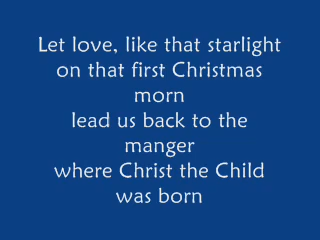 Let love, like that starlight
on that first Christmas
morn
lead us back to the
manger
where Christ the Child
was born